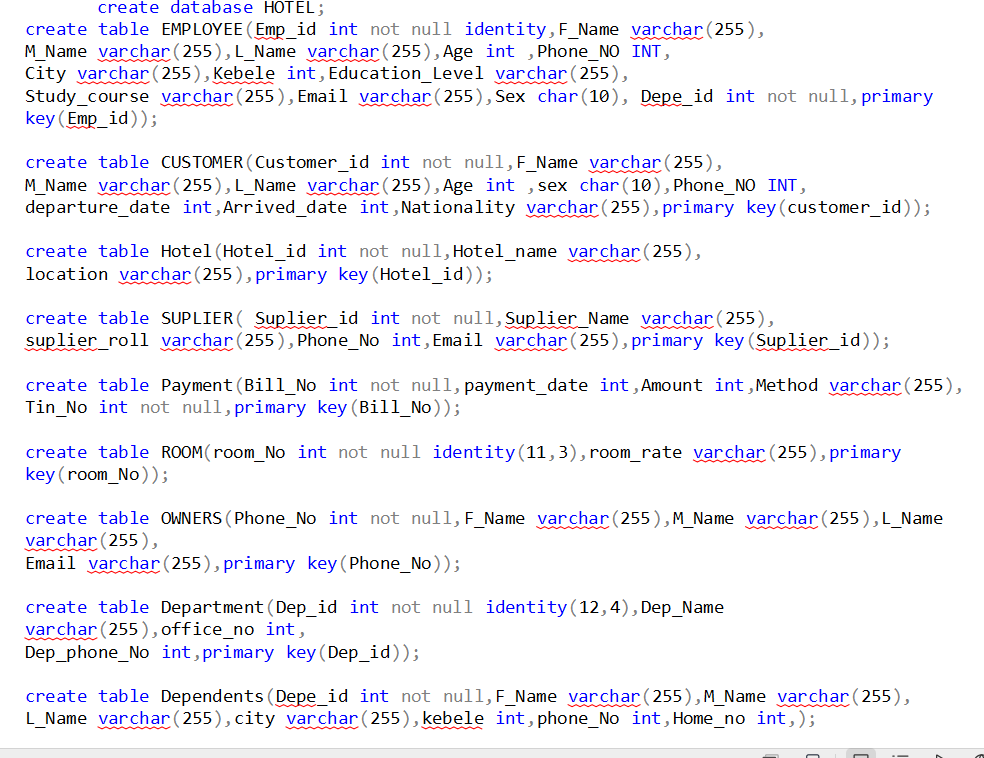 create database HOTEL;
create table EMPLOYEE(Emp_id int not null identity,F_Name varchar(255),
M_Name varchar(255),L_Name varchar(255),Age int ,Phone_NO INT,
City varchar(255),Kebele int,Education_Level varchar(255),
Study_course varchar(255),Email varchar(255),Sex char(10), Depe_id int not null,primary
key(Emp_id));
create table CUSTOMER(Customer_id int not null,F_Name varchar(255),
M_Name varchar(255),L_Name varchar(255),Age int ,sex char(10),Phone_NO INT,
departure_date int,Arrived_date int,Nationality varchar(255),primary key(customer_id));
create table Hotel(Hotel_id int not null,Hotel_name varchar(255),
location varchar(255),primary key(Hotel_id));
create table SUPLIER( Suplier_id int not null,Suplier_Name varchar(255),
suplier_roll varchar(255),Phone_No int,Email varchar(255),primary key(Suplier_id));
create table Payment(Bill_No int not null,payment_date int,Amount int,Method varchar(255),
Tin_No int not null,primary key(Bill_No));
create table ROOM(room_No int not null identity(11,3),room_rate varchar(255),primary
key(room_No));
create table OWNERS(Phone_No int not null,F_Name varchar(255),M_Name varchar(255),L_Name
varchar(255),
Email varchar(255),primary key(Phone_No));
create table Department(Dep_id int not null identity(12,4),Dep_Name
varchar(255),office_no int,
Dep_phone_No int,primary key(Dep_id));
create table Dependents(Depe_id int not null,F_Name varchar(255),M_Name varchar(255),
L_Name varchar(255),city varchar(255),kebele int,phone_No int,Home_no int,);